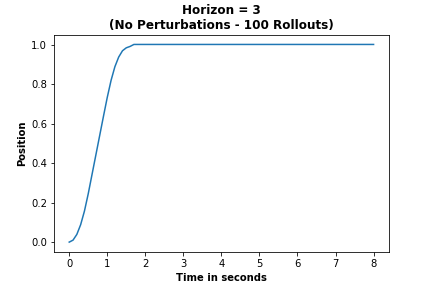 Horizon = 3
(No Perturbations - 100 Rollouts)
1.0
0.8
0.6
0.4
0.2
0.0
Position
0 1 2 3 4 5 6 7 8
Time in seconds